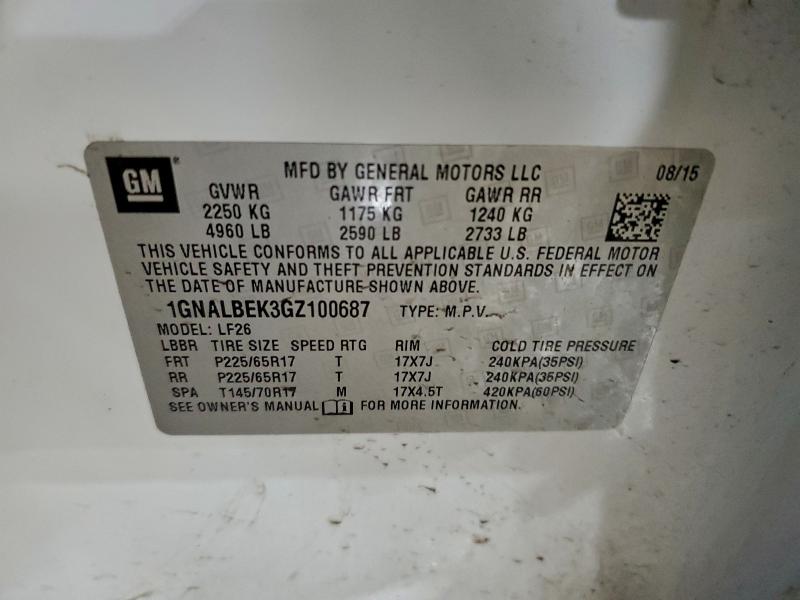 GM®
MFD BY GENERAL MOTORS LLC 08/15
GVWR GAWR FRT GAWR RR
2250 KG 1175 KG 1240 KG
4960 LB 2590 LB 2733 LB
THIS VEHICLE CONFORMS TO ALL APPLICABLE U.S. FEDERAL MOTOR
VEHICLE SAFETY AND THEFT PREVENTION STANDARDS IN EFFECT ON
THE DATE OF MANUFACTURE SHOWN ABOVE.
1GNALBEK3GZ100687 TYPE: M.P.V.
MODEL: LF26
LBBR TIRE SIZE SPEED RTG RIM COLD TIRE PRESSURE
FRT P225/65R17 T 17X7J 240KPA(35PSI)
RR P225/65R17 T 17X7J 240KPA(35PSI)
SPA T145/70R17 M 17X4.5T 420KPA(60PSI)
SEE OWNER'S MANUAL FOR MORE INFORMATION.